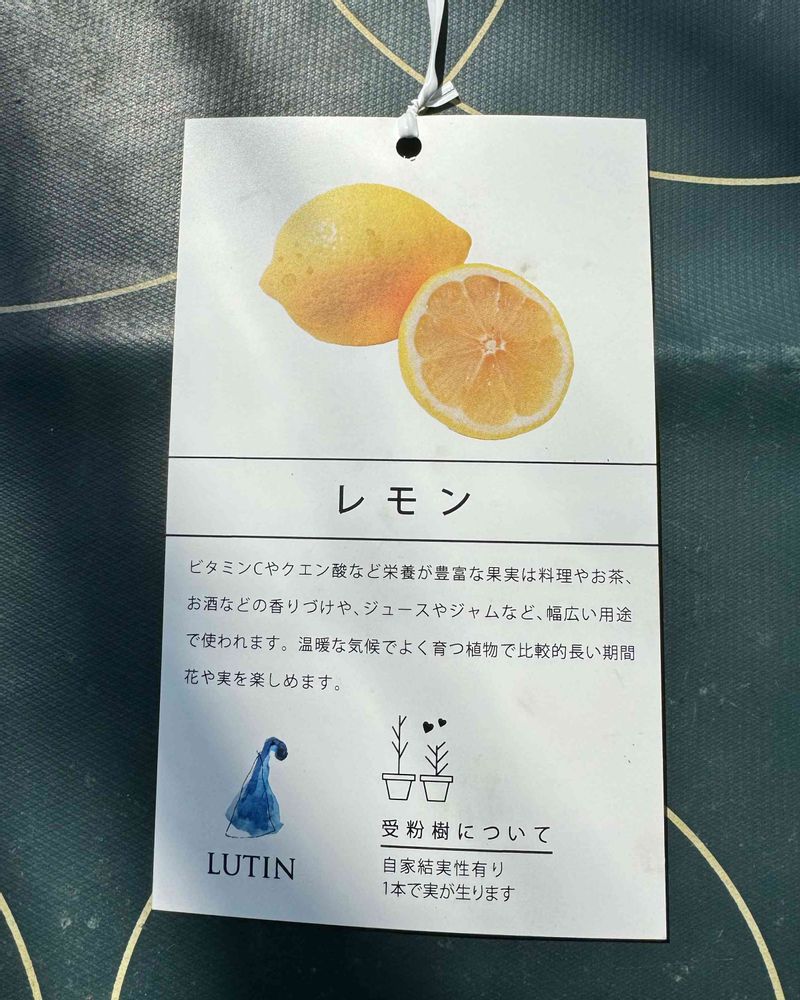 レモン
ビタミンCやクエン酸など栄養が豊富な果実は料理やお茶、
お酒などの香りづけや、ジュースやジャムなど、幅広い用途
で使われます。温暖な気候でよく育つ植物で比較的長い期間
花や実を楽しめます。
LUTIN
受粉樹について
自家結実性有り
1本で実が生ります